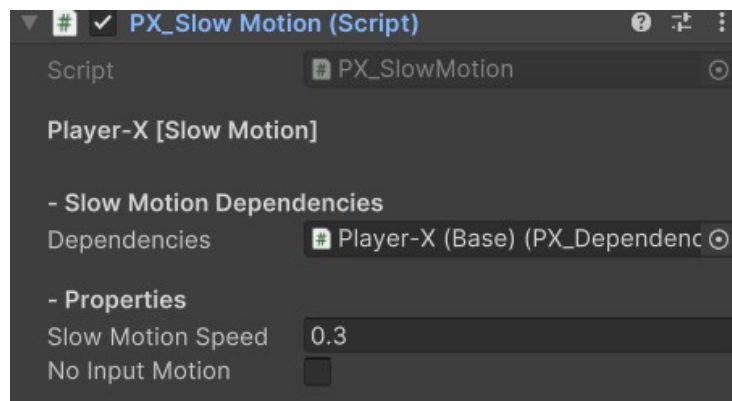 # PX_Slow Motion (Script)
Script # PX_SlowMotion
Player-X [Slow Motion]
- Slow Motion Dependencies
Dependencies # Player-X (Base) (PX_Dependenc
- Properties
Slow Motion Speed 0.3
No Input Motion